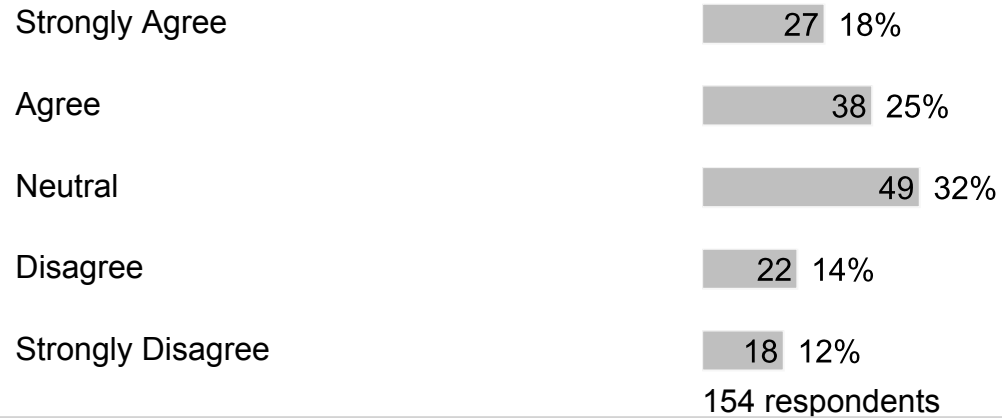 Strongly Agree 27 18%
Agree 38 25%
Neutral 49 32%
Disagree 22 14%
Strongly Disagree 18 12%
154 respondents